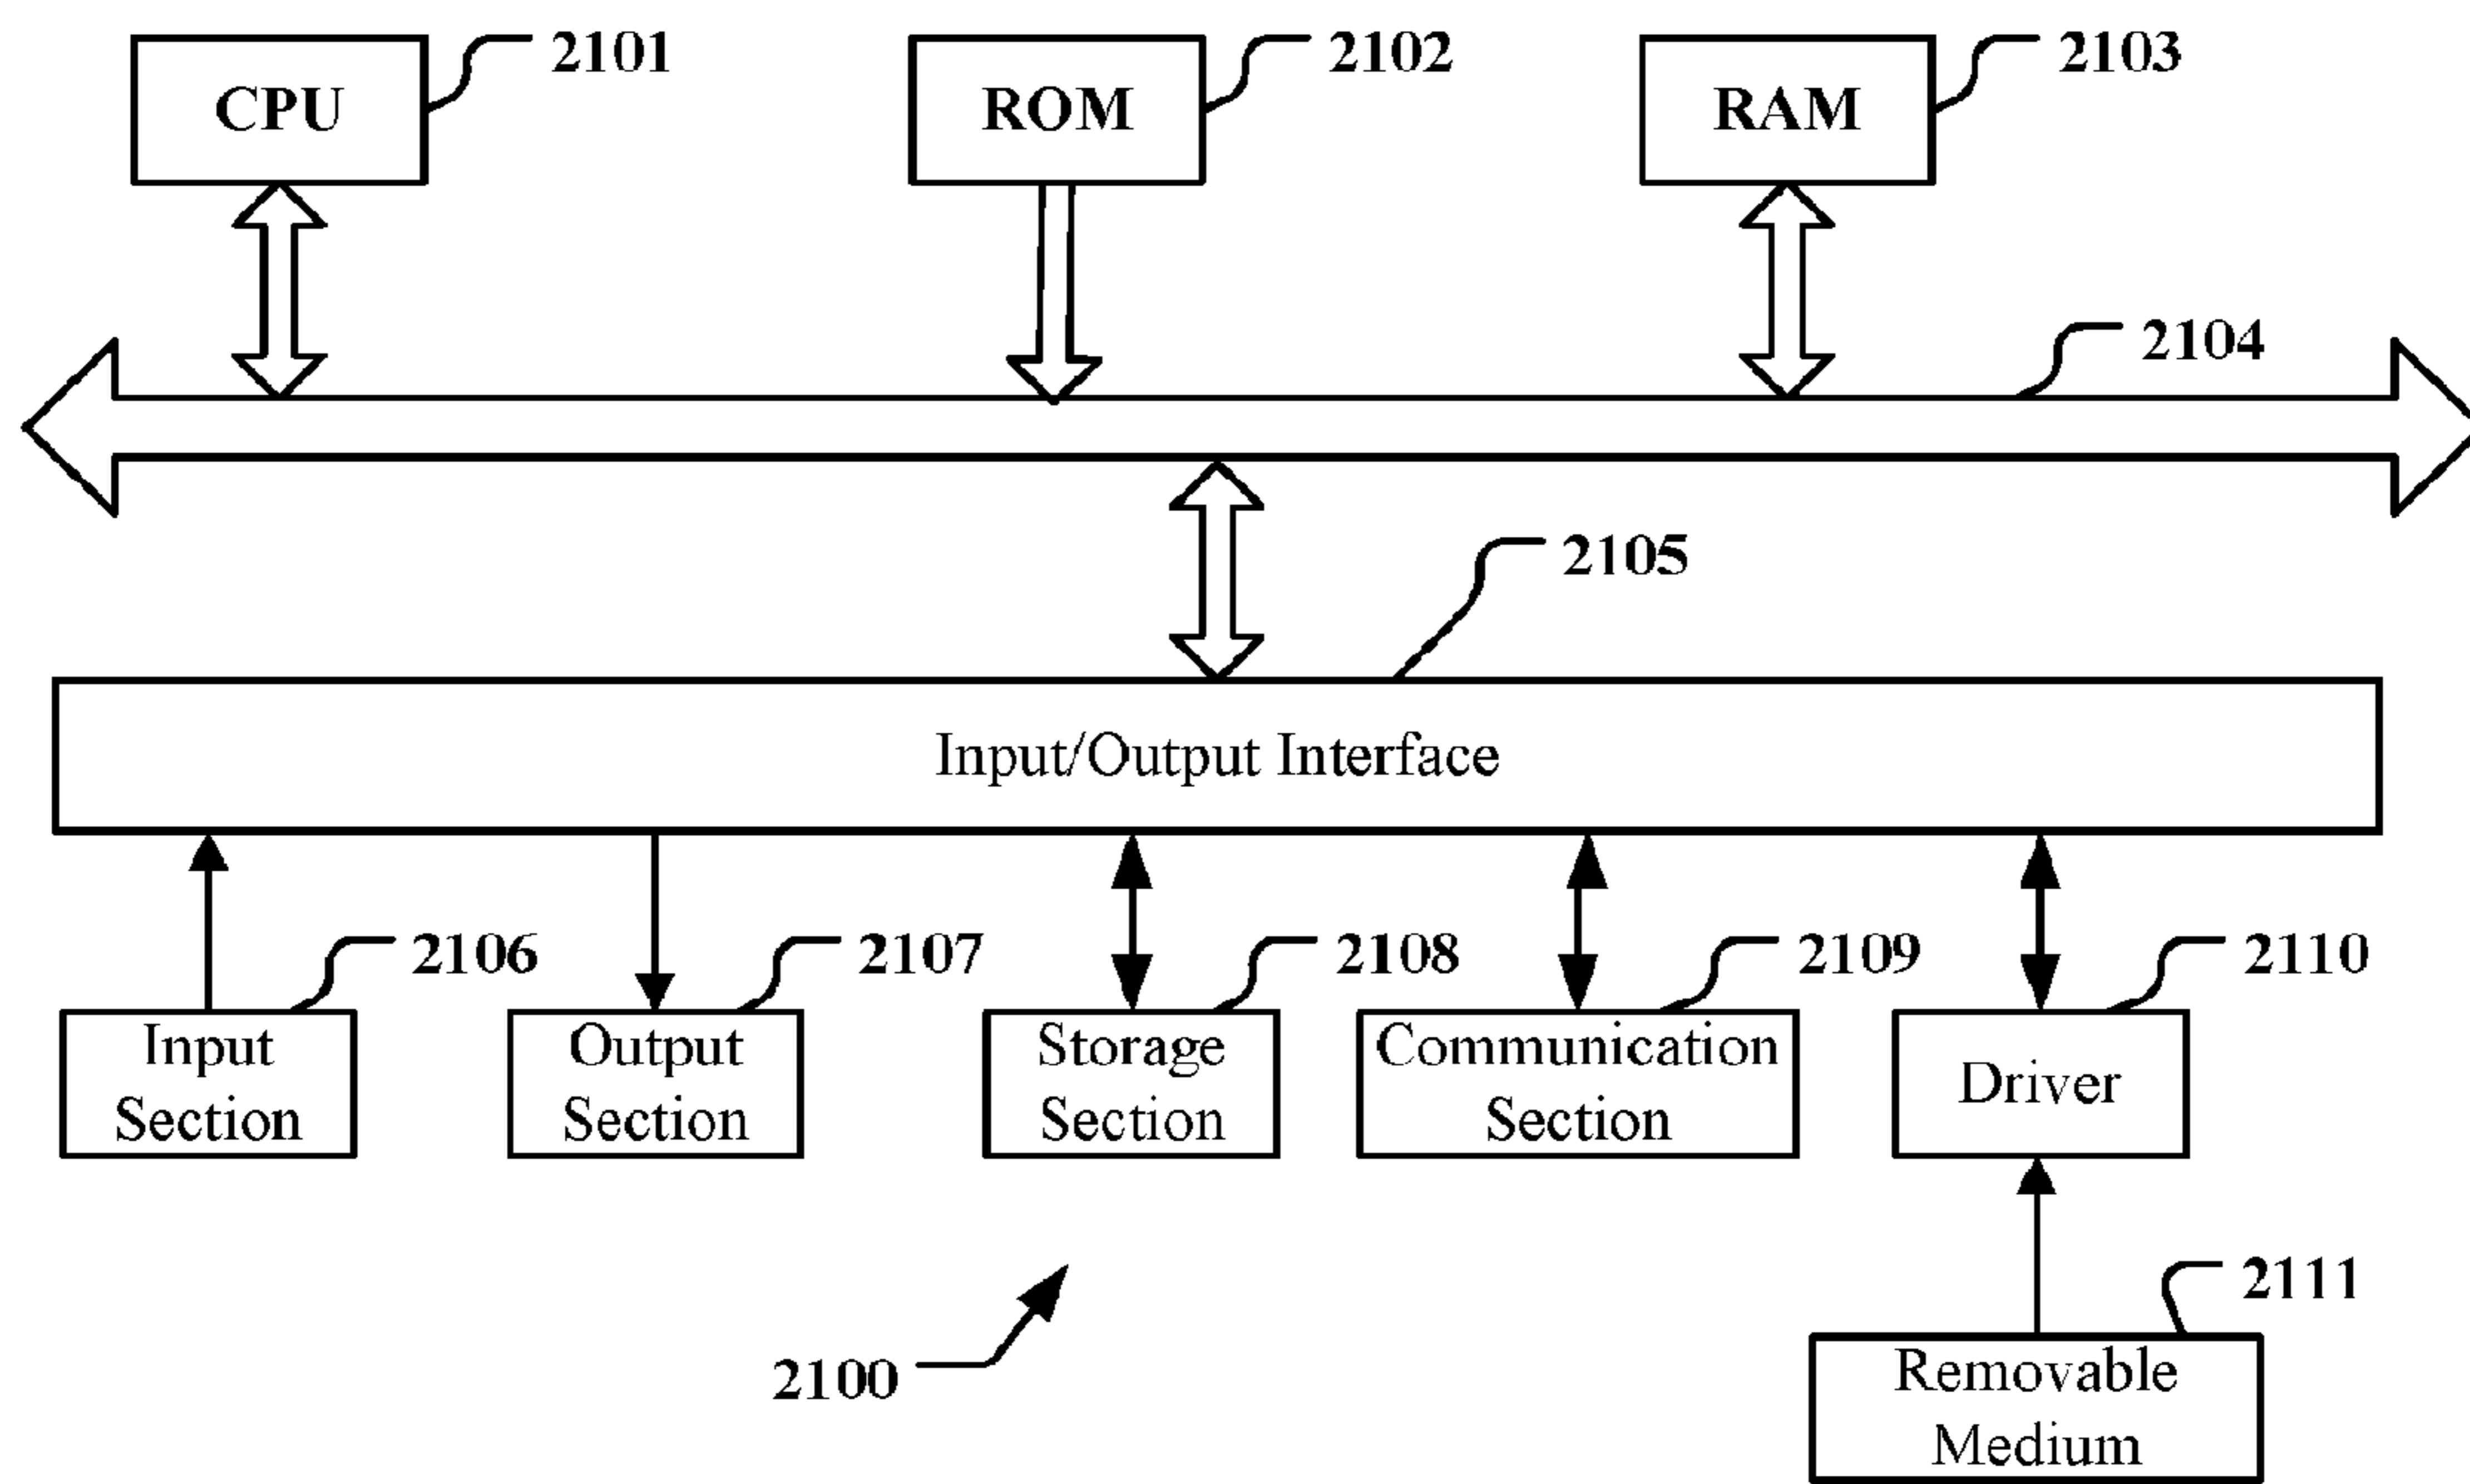 CPU
2101
ROM
2102
RAM
2103
2104
2105
Input/Output Interface
2106
2107
2108
2109
2110
Input
Section
Output
Section
Storage
Section
Communication
Section
Driver
2111
2100
Removable
Medium